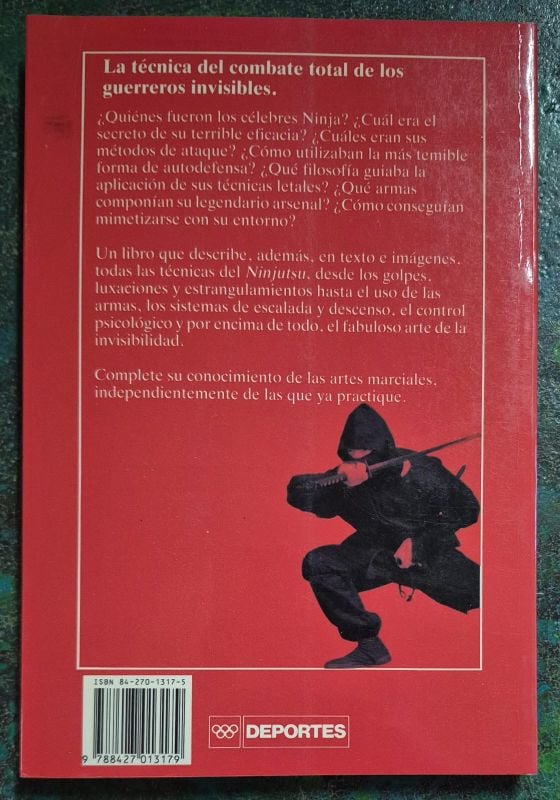 La técnica del combate total de los
guerreros invisibles.
¿Quiénes fueron los célebres Ninja? ¿Cuál era el
secreto de su terrible eficacia? ¿Cuáles eran sus
métodos de ataque? ¿Cómo utilizaban la más temible
forma de autodefensa? ¿Qué filosofía guiaba la
aplicación de sus técnicas letales? ¿Qué armas
componían su legendario arsenal? ¿Cómo conseguían
mimetizarse con su entorno?
Un libro que describe, además, en texto e imágenes,
todas las técnicas del Ninjutsu, desde los golpes,
luxaciones y estrangulamientos hasta el uso de las
armas, los sistemas de escalada y descenso, el control
psicológico y por encima de todo, el fabuloso arte de la
invisibilidad.
Complete su conocimiento de las artes marciales,
independientemente de las que ya practique.
ISBN 84-270-1317-5
9 788427 013179
DEPORTES